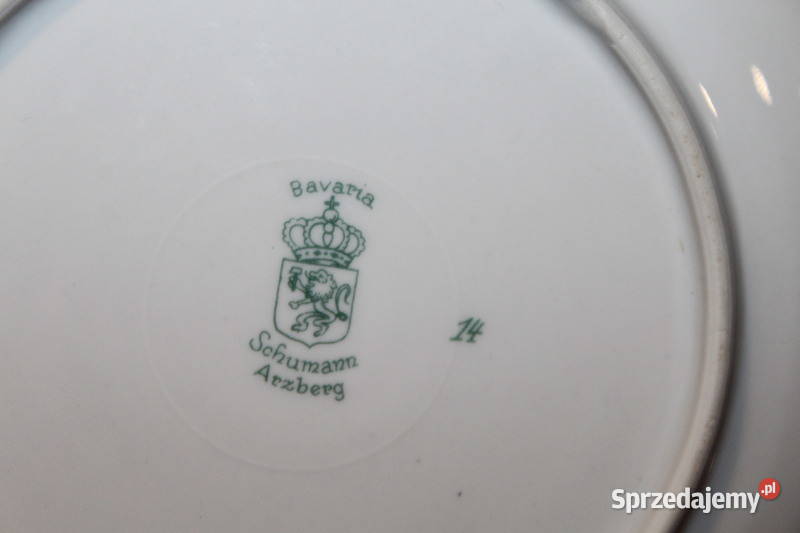 Bavaria
Schumann
Arzberg
14
Sprzedajemy.pl